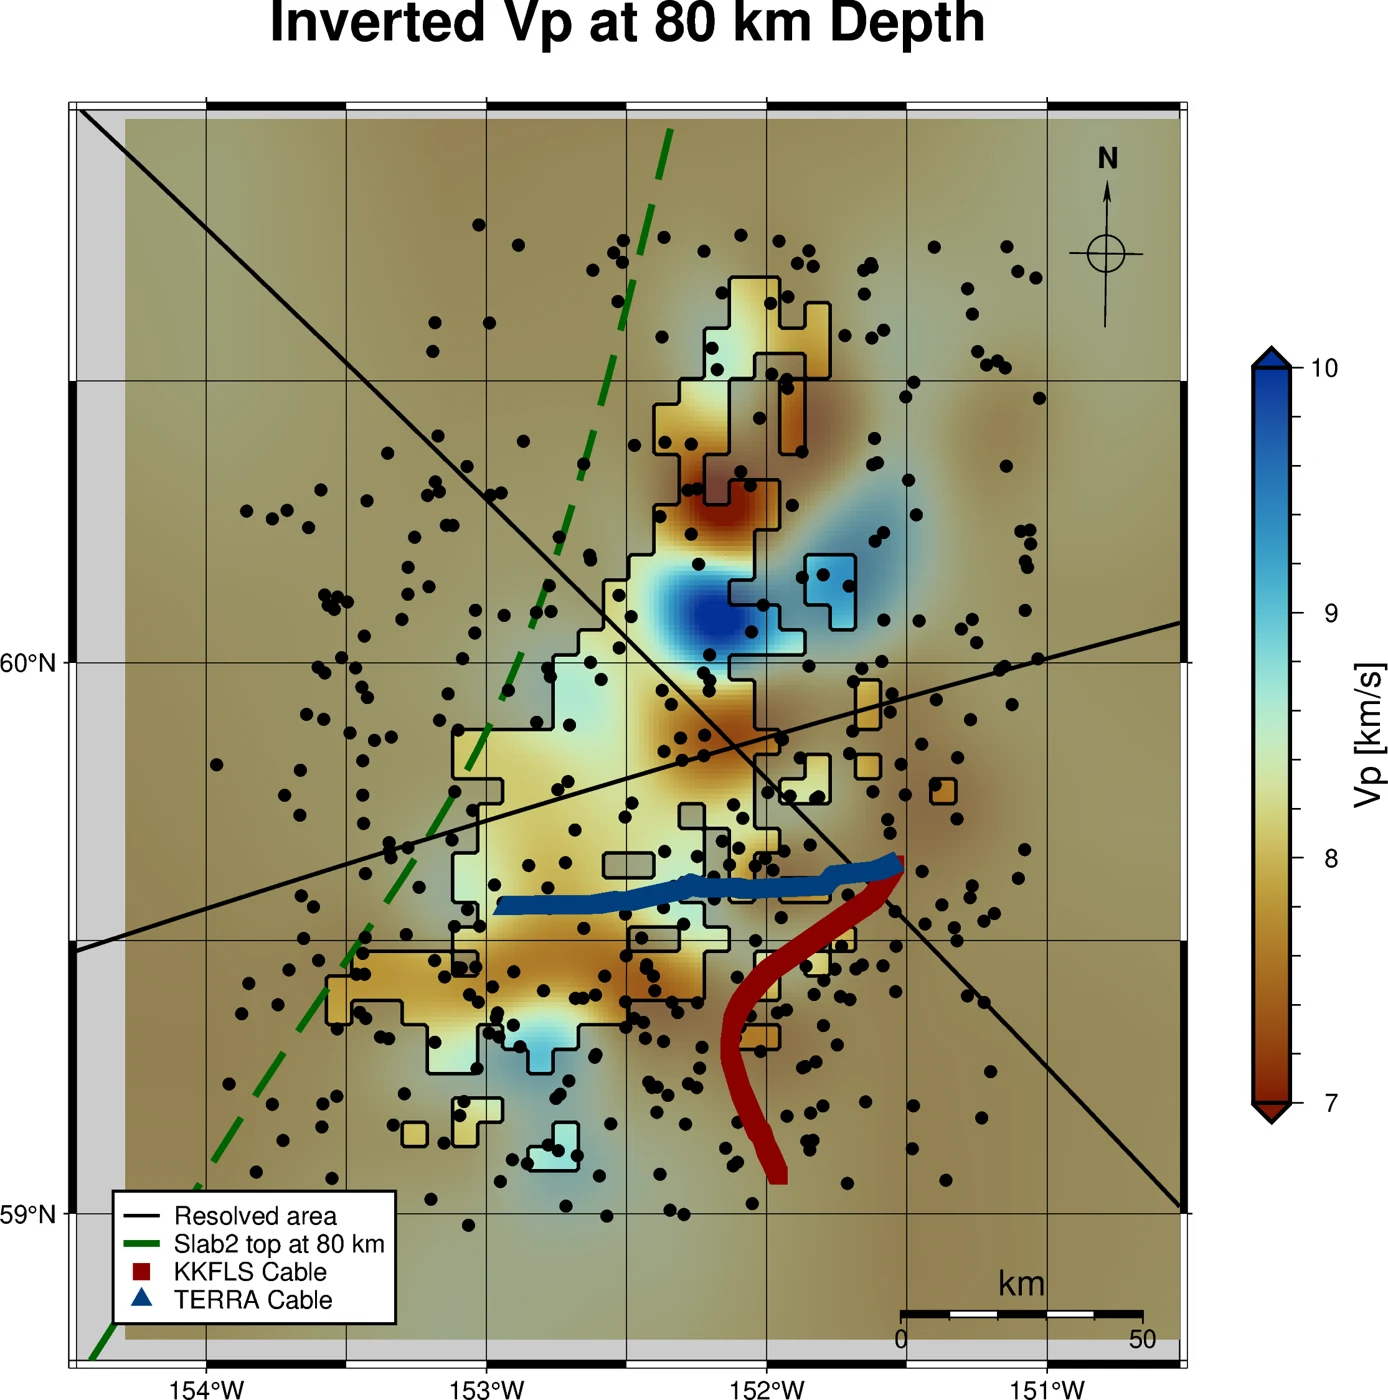 Inverted Vp at 80 km Depth
N
10
9
8
7
Vp [km/s]
60°N
59°N
Resolved area
Slab2 top at 80 km
KKFLS Cable
TERRA Cable
km
0 50
154°W 153°W 152°W 151°W